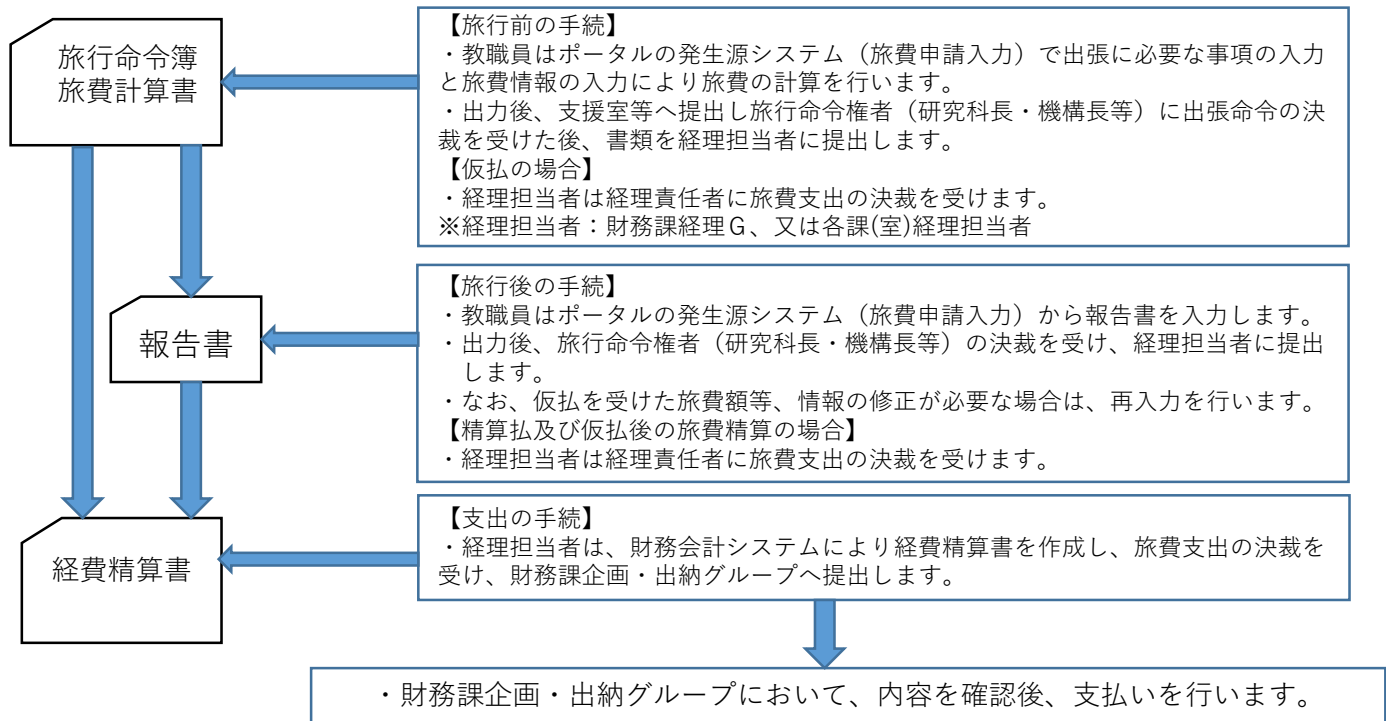 旅行命令簿
旅費計算書
【旅行前の手続】
・教職員はポータルの発生源システム（旅費申請入力）で出張に必要な事項の入力
と旅費情報の入力により旅費の計算を行います。
・出力後、支援室等へ提出し旅行命令権者（研究科長・機構長等）に出張命令の決
裁を受けた後、書類を経理担当者に提出します。
【仮払の場合】
・経理担当者は経理責任者に旅費支出の決裁を受けます。
※経理担当者：財務課経理Ｇ、又は各課(室)経理担当者
報告書
【旅行後の手続】
・教職員はポータルの発生源システム（旅費申請入力）から報告書を入力します。
・出力後、旅行命令権者（研究科長・機構長等）の決裁を受け、経理担当者に提出
します。
・なお、仮払を受けた旅費額等、情報の修正が必要な場合は、再入力を行います。
【精算払及び仮払後の旅費精算の場合】
・経理担当者は経理責任者に旅費支出の決裁を受けます。
経費精算書
【支出の手続】
・経理担当者は、財務会計システムにより経費精算書を作成し、旅費支出の決裁を
受け、財務課企画・出納グループへ提出します。
・財務課企画・出納グループにおいて、内容を確認後、支払いを行います。